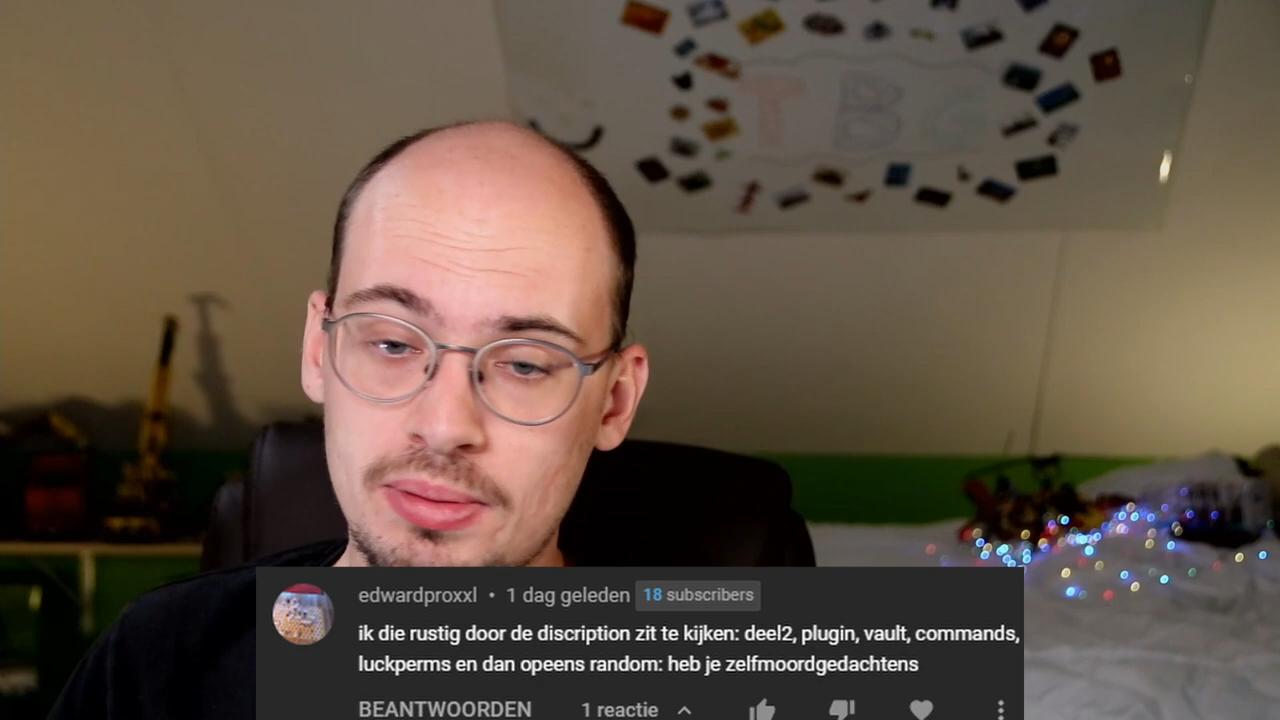 T B G
edwardproxxl • 1 dag geleden 18 subscribers
ik die rustig door de discription zit te kijken: deel2, plugin, vault, commands,
luckperms en dan opeens random: heb je zelfmoordgedachtens
BEANTWOORDEN 1 reactie